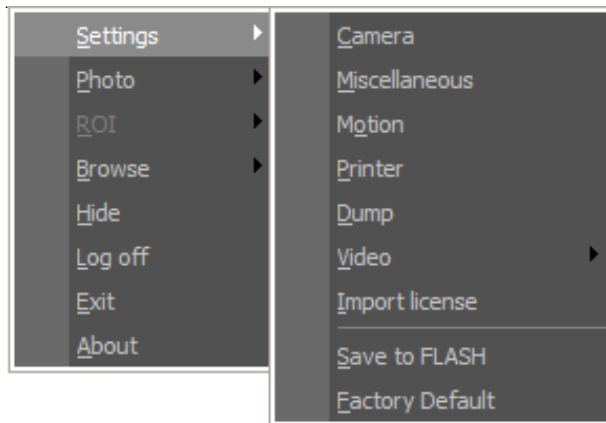 Settings
Photo
ROI
Browse
Hide
Log off
Exit
About
Camera
Miscellaneous
Motion
Printer
Dump
Video
Import license
Save to FLASH
Factory Default